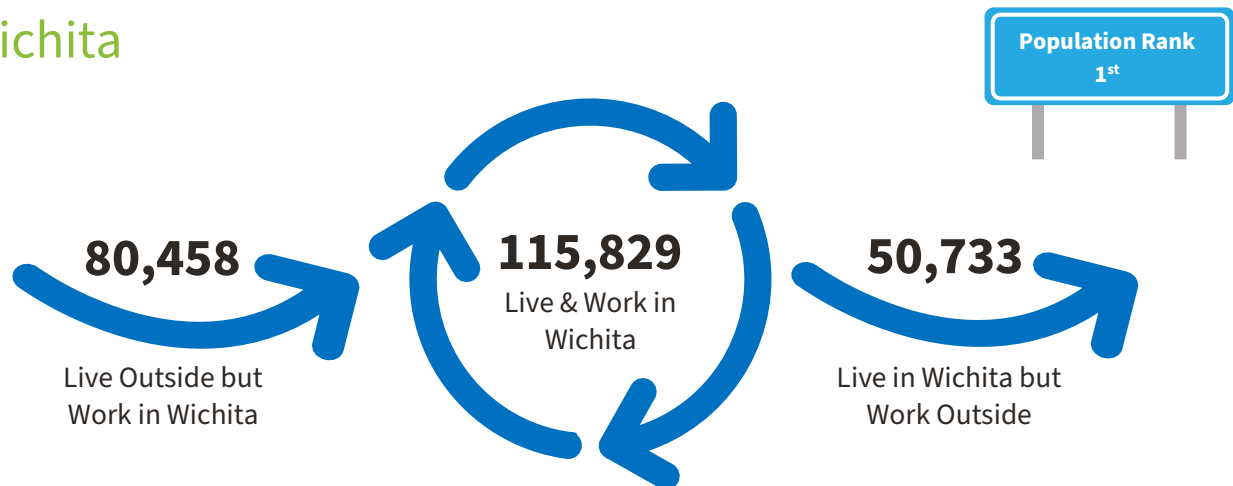 ichita
Population Rank
1st
80,458
Live Outside but
Work in Wichita
115,829
Live & Work in
Wichita
50,733
Live in Wichita but
Work Outside